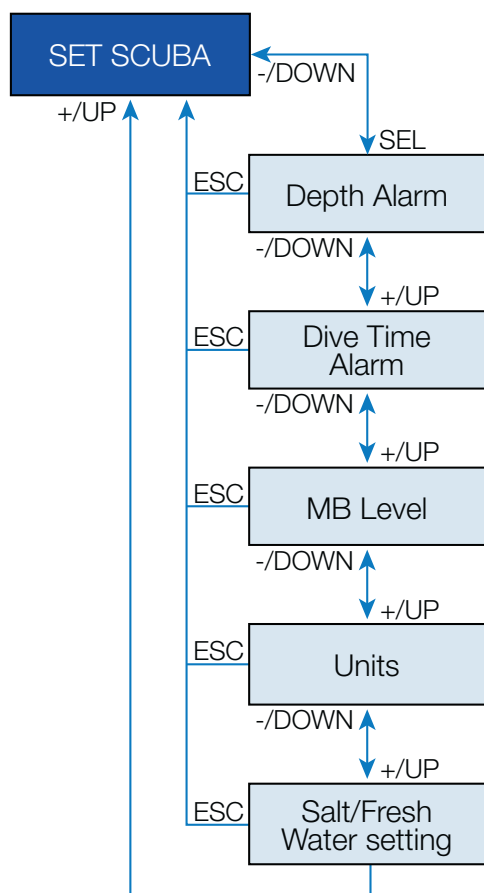 SET SCUBA
-/DOWN
+/UP
SEL
ESC
Depth Alarm
-/DOWN
+/UP
ESC
Dive Time
Alarm
-/DOWN
+/UP
ESC
MB Level
-/DOWN
+/UP
ESC
Units
-/DOWN
+/UP
ESC
Salt/Fresh
Water setting